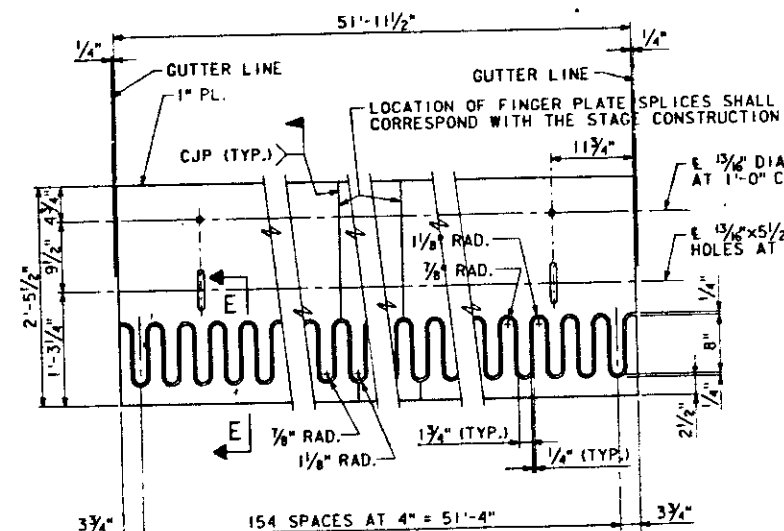 51'-11½"
¼"
¼"
GUTTER LINE
GUTTER LINE
1" PL.
LOCATION OF FINGER PLATE SPLICES SHALL
CORRESPOND WITH THE STAGE CONSTRUCTION
CJP (TYP.)
11¾"
℄ 13/16" DIA
AT 1'-0" C
4¾"
9½"
2'-5½"
1'-3¼"
1⅛" RAD.
⅞" RAD.
℄ 13/16"x5½
HOLES AT
E
¼"
8"
¼"
2½"
E
⅞" RAD.
1⅛" RAD.
1¾" (TYP.)
¼" (TYP.)
3¾"
154 SPACES AT 4" = 51'-4"
3¾"